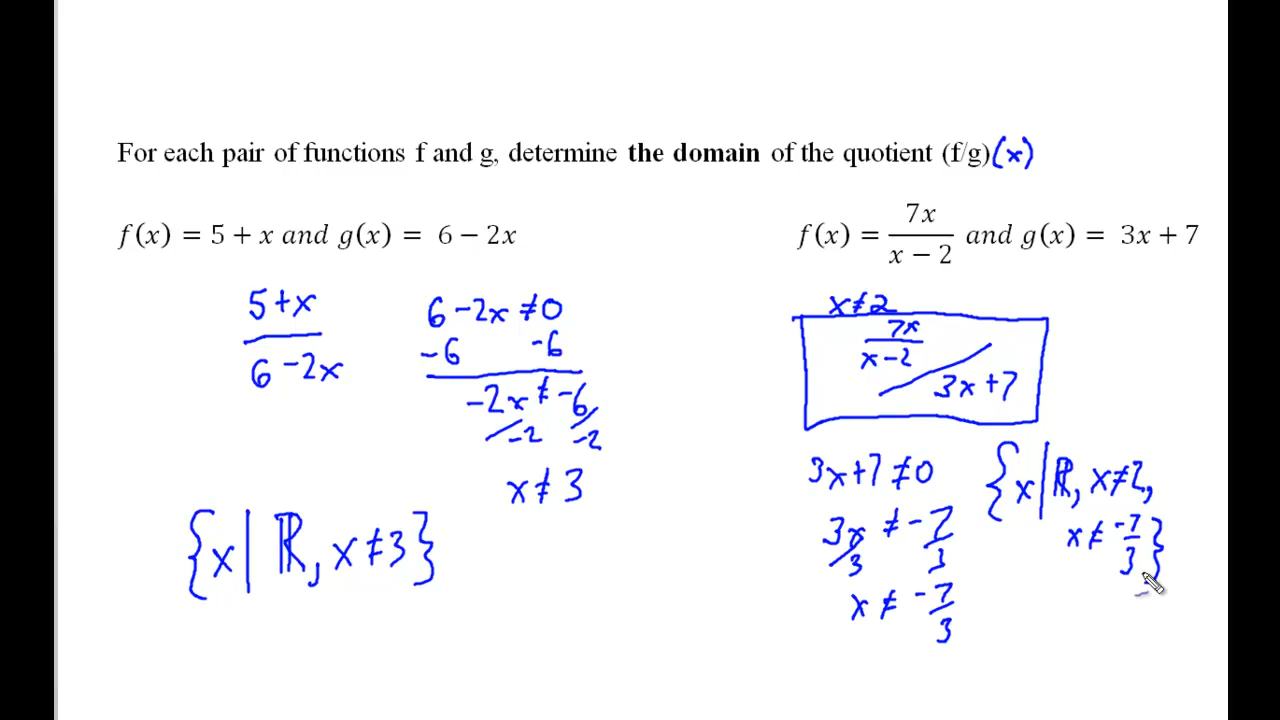 For each pair of functions f and g, determine the domain of the quotient (f/g)(x)
f(x) = 5 + x and g(x) = 6 − 2x
5+x
6-2x
6-2x≠0
-6 -6
-2x≠-6
-2 -2
x≠3
{x|ℝ, x≠3}
f(x) = 7x/(x − 2) and g(x) = 3x + 7
x≠2
7x
x-2
3x+7
3x+7≠0
3x≠-7
3 3
x≠-7/3
{x|ℝ, x≠2,
x≠-7/3}